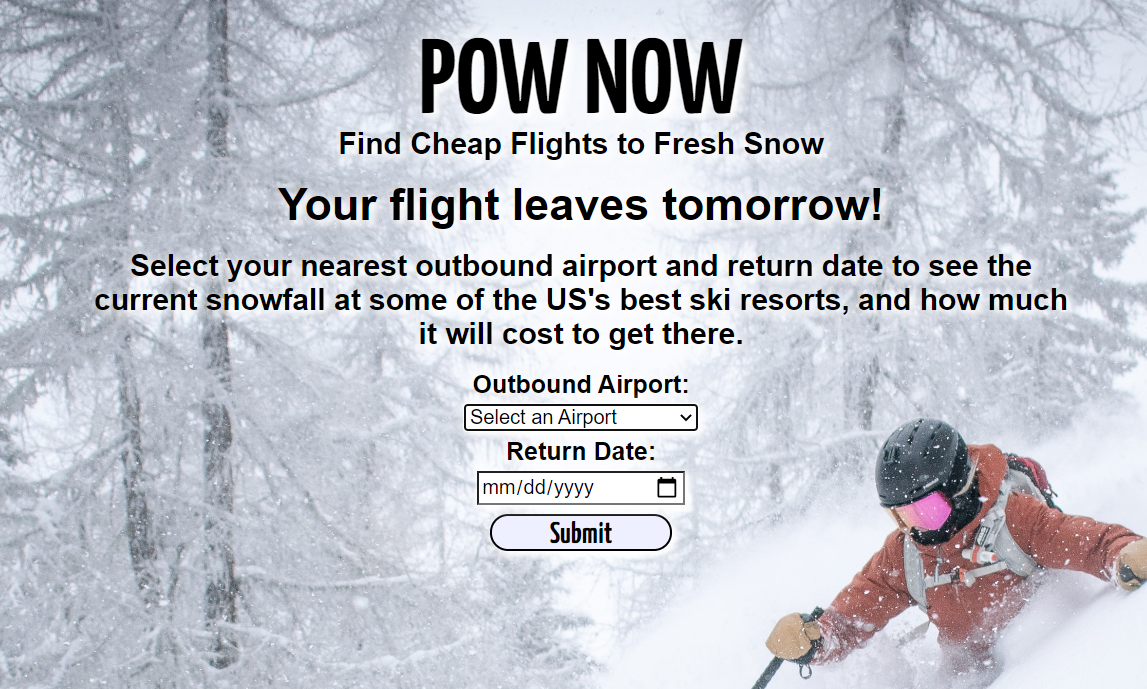 POW NOW
Find Cheap Flights to Fresh Snow
Your flight leaves tomorrow!
Select your nearest outbound airport and return date to see the
current snowfall at some of the US's best ski resorts, and how much
it will cost to get there.
Outbound Airport:
Select an Airport
Return Date:
mm/dd/yyyy
Submit